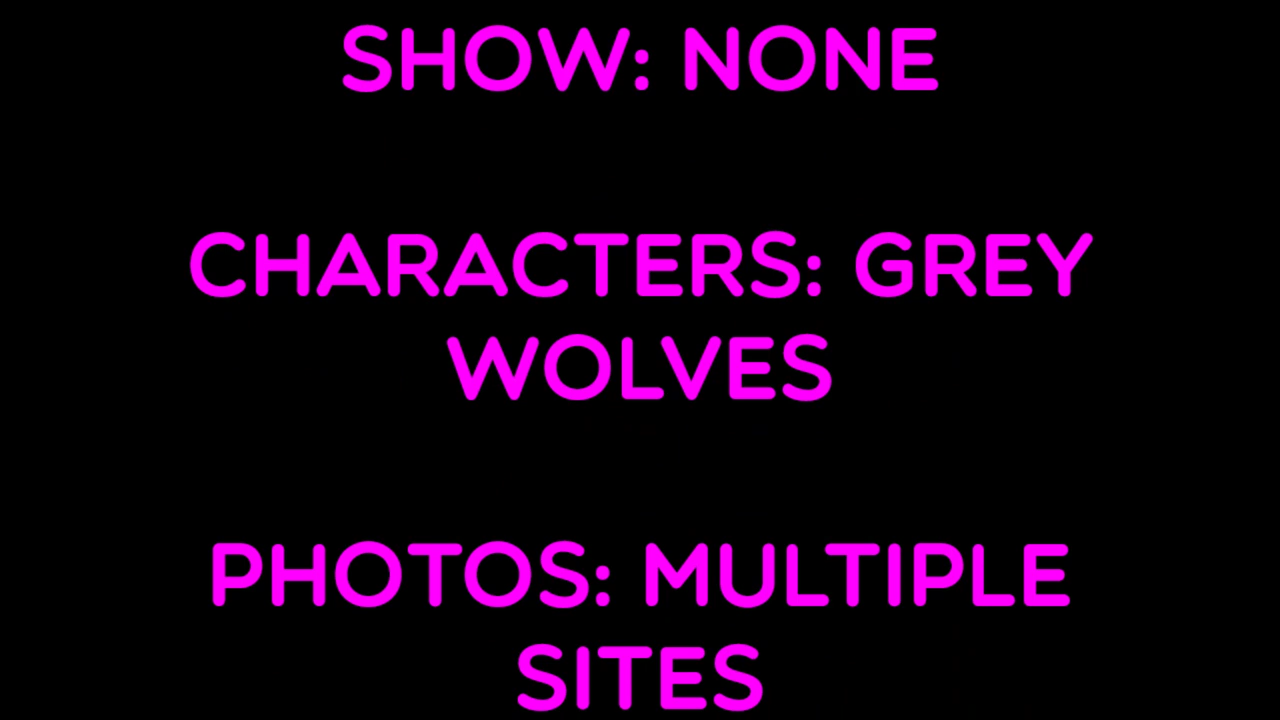 SHOW: NONE
CHARACTERS: GREY
WOLVES
PHOTOS: MULTIPLE
SITES